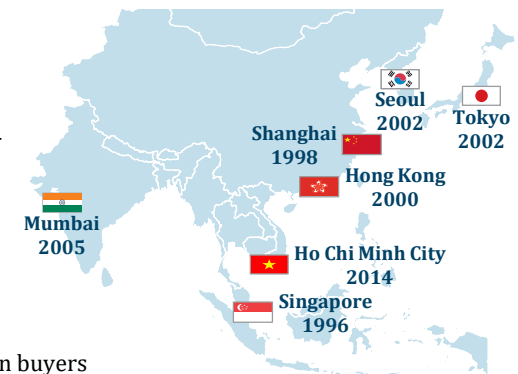 Seoul
2002
Tokyo
2002
Shanghai
1998
Hong Kong
2000
Mumbai
2005
Ho Chi Minh City
2014
Singapore
1996
n buyers